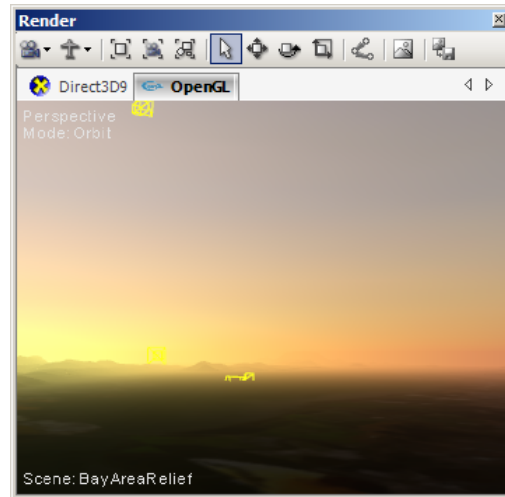 Render
Direct3D9 OpenGL
Perspective
Mode: Orbit
Scene: BayAreaRelief